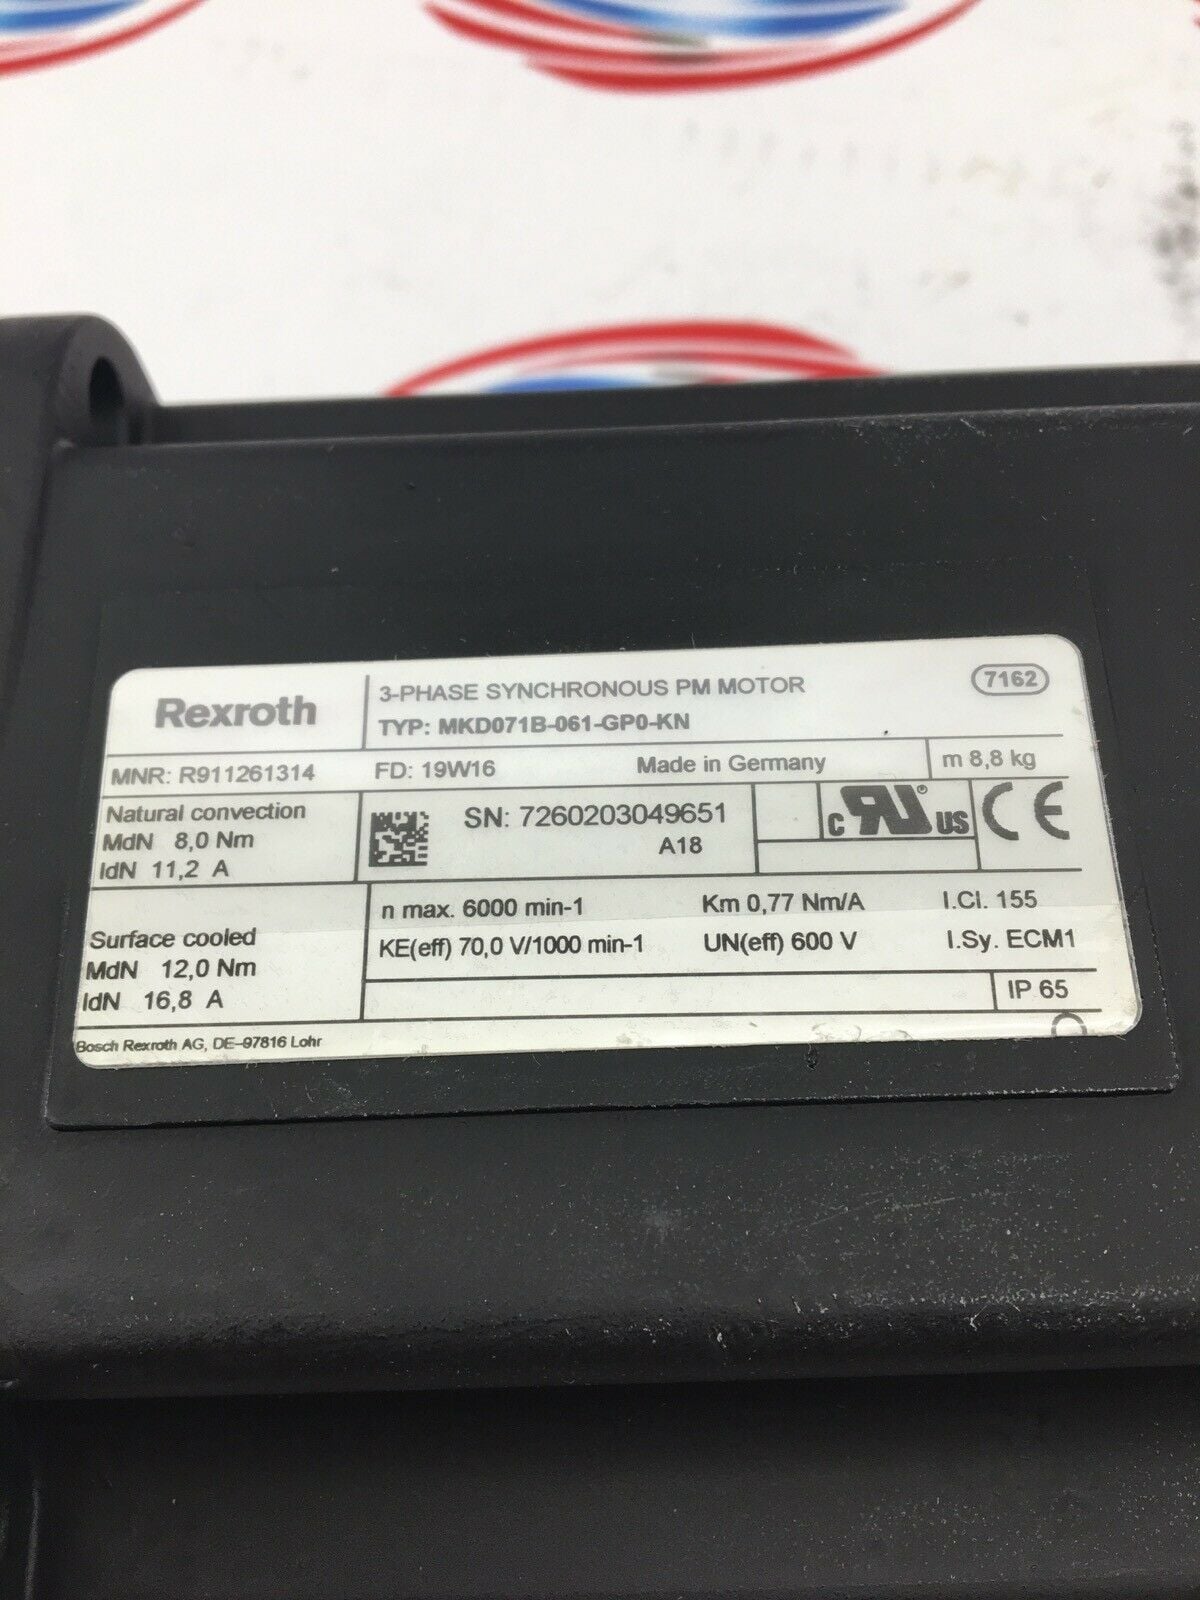 Rexroth
3-PHASE SYNCHRONOUS PM MOTOR
7162
TYP: MKD071B-061-GP0-KN
MNR: R911261314
FD: 19W16
Made in Germany
m 8,8 kg
Natural convection
MdN 8,0 Nm
IdN 11,2 A
SN: 7260203049651
A18
c RU ® US
CE
Surface cooled
MdN 12,0 Nm
IdN 16,8 A
n max. 6000 min-1
Km 0,77 Nm/A
I.Cl. 155
KE(eff) 70,0 V/1000 min-1
UN(eff) 600 V
I.Sy. ECM1
IP 65
Bosch Rexroth AG, DE-97816 Lohr